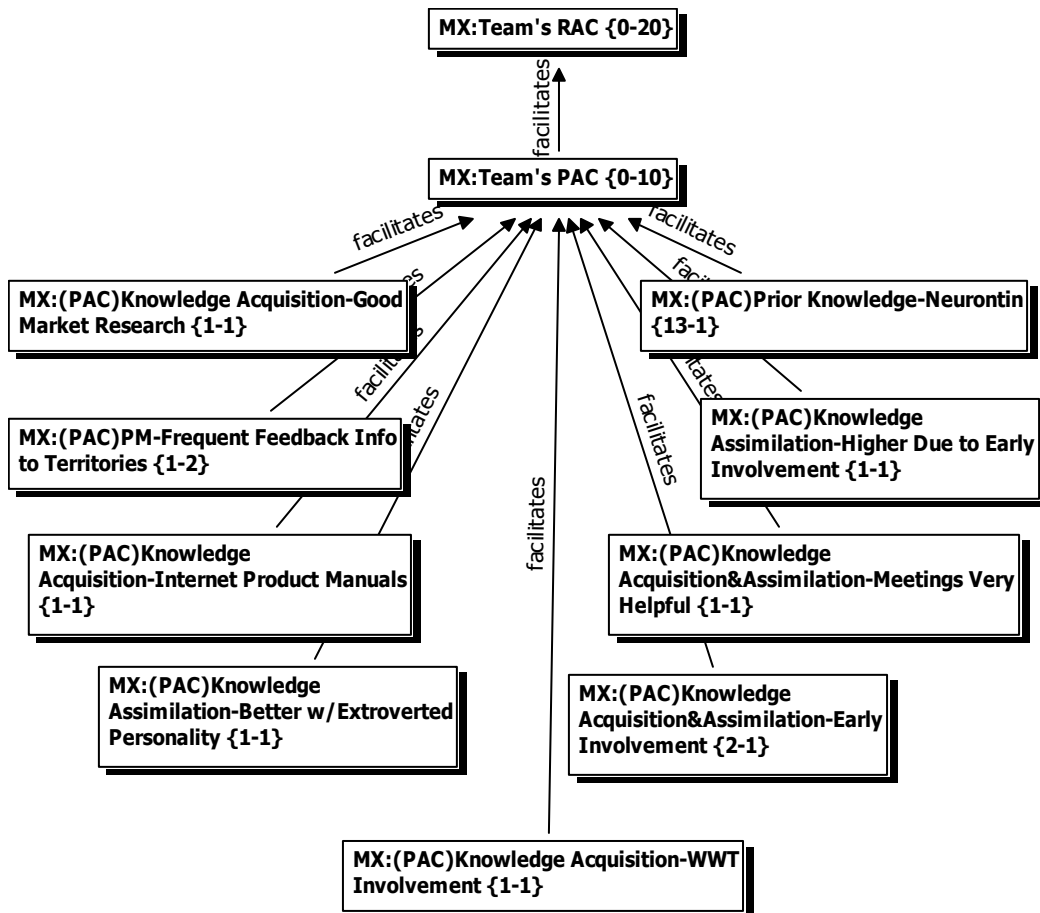 MX:Team's RAC {0-20}
facilitates
MX:Team's PAC {0-10}
facilitates
facilitates
MX:(PAC)Knowledge Acquisition-Good
Market Research {1-1}
MX:(PAC)Prior Knowledge-Neurontin
{13-1}
MX:(PAC)PM-Frequent Feedback Info
to Territories {1-2}
MX:(PAC)Knowledge
Assimilation-Higher Due to Early
Involvement {1-1}
facilitates
facilitates
MX:(PAC)Knowledge
Acquisition-Internet Product Manuals
{1-1}
MX:(PAC)Knowledge
Acquisition&Assimilation-Meetings Very
Helpful {1-1}
MX:(PAC)Knowledge
Assimilation-Better w/Extroverted
Personality {1-1}
MX:(PAC)Knowledge
Acquisition&Assimilation-Early
Involvement {2-1}
MX:(PAC)Knowledge Acquisition-WWT
Involvement {1-1}